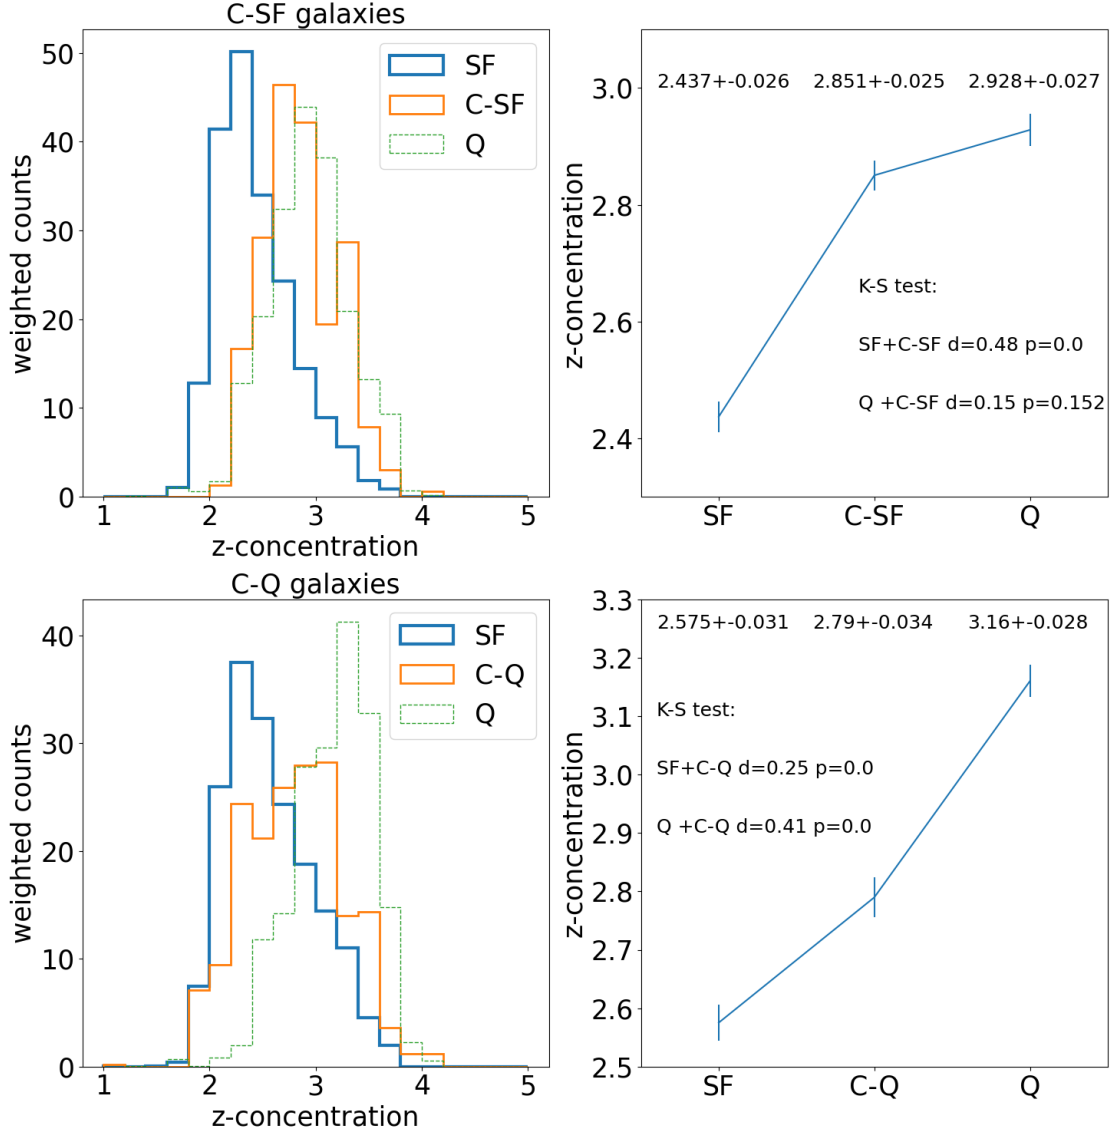 C-SF galaxies
weighted counts
50
40
30
20
10
0
SF
C-SF
Q
1 2 3 4 5
z-concentration
z-concentration
3.0
2.8
2.6
2.4
2.437+-0.026 2.851+-0.025 2.928+-0.027
K-S test:
SF+C-SF d=0.48 p=0.0
Q +C-SF d=0.15 p=0.152
SF C-SF Q
C-Q galaxies
weighted counts
40
30
20
10
0
SF
C-Q
Q
1 2 3 4 5
z-concentration
z-concentration
3.3
3.2
3.1
3.0
2.9
2.8
2.7
2.6
2.5
2.575+-0.031 2.79+-0.034 3.16+-0.028
K-S test:
SF+C-Q d=0.25 p=0.0
Q +C-Q d=0.41 p=0.0
SF C-Q Q